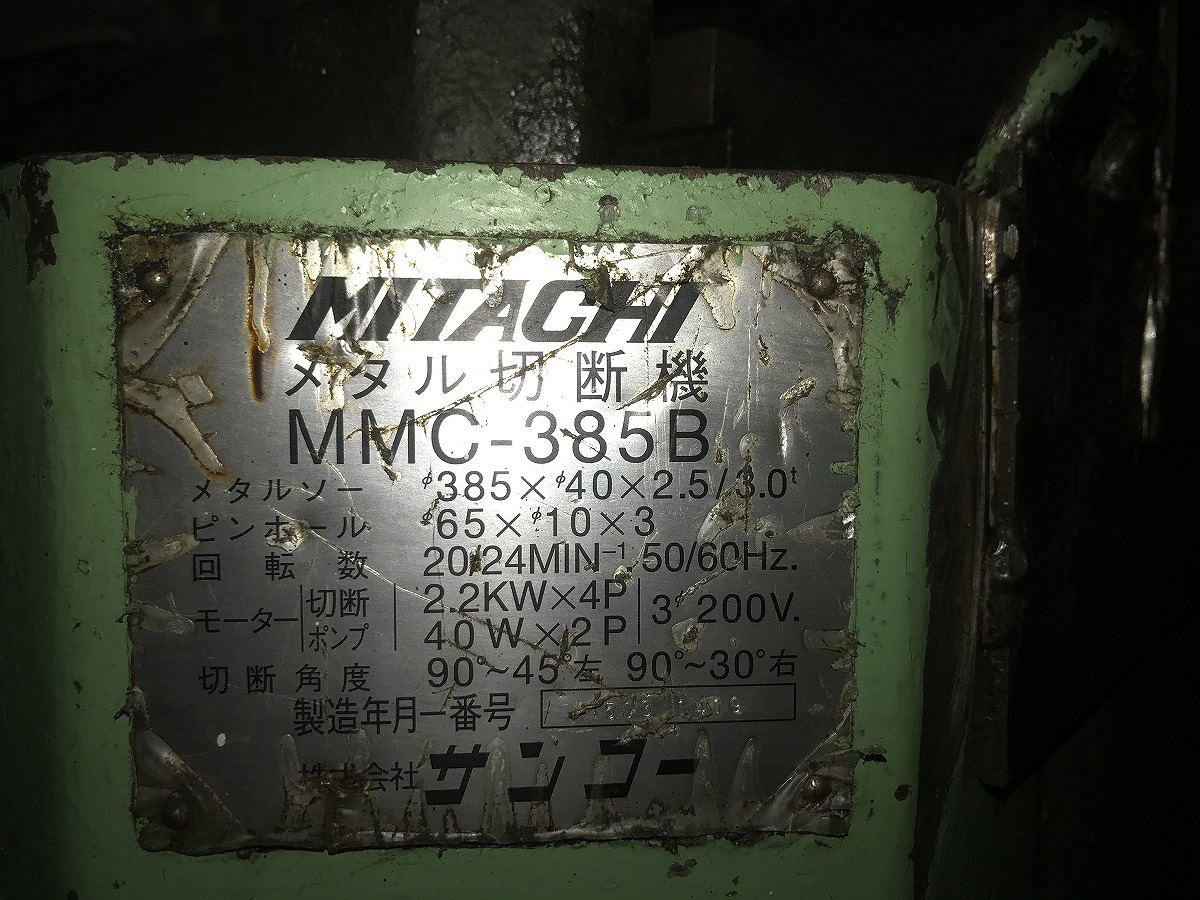 MITACHI
メタル切断機
MMC-385B
メタルソー φ385×φ40×2.5/3.0t
ピンホール φ65×φ10×3
回転数 20/24MIN⁻¹ 50/60Hz.
モーター 切断 2.2KW×4P 3φ 200V.
ポンプ 40W×2P
切断角度 90°~45°左 90°~30°右
製造年月一番号
株式会社 サンコー